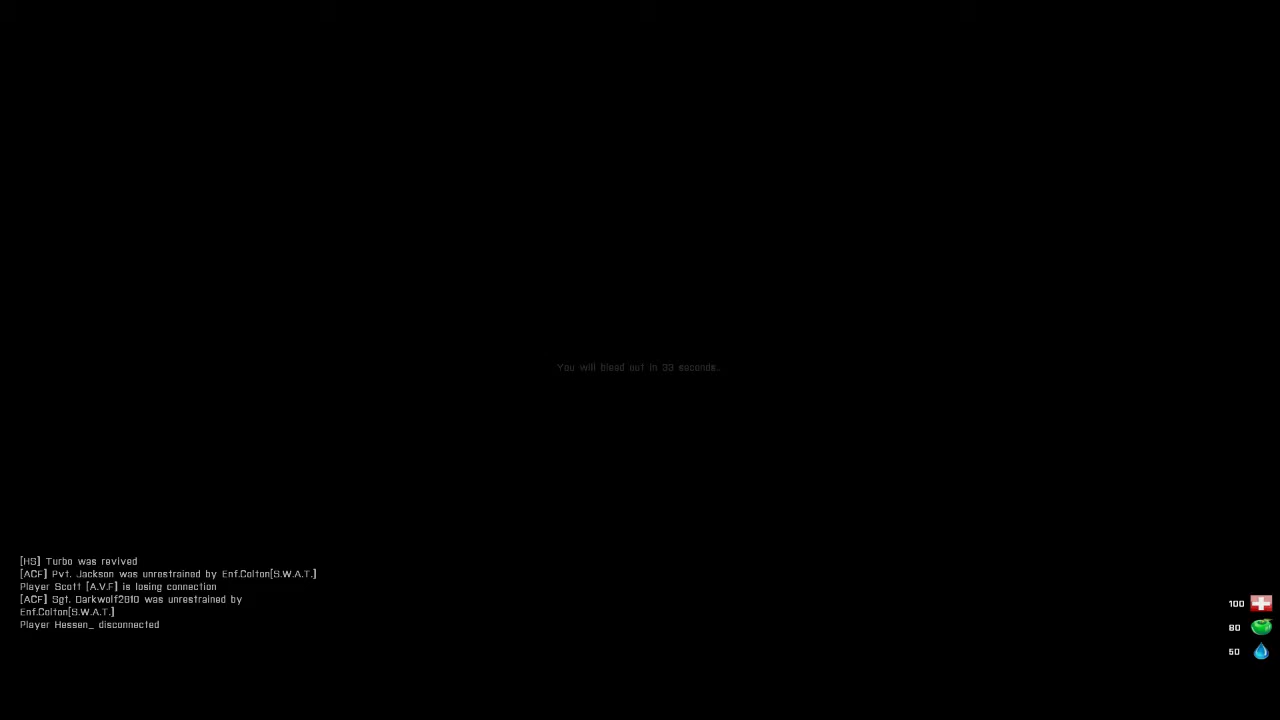 You will bleed out in 33 seconds.
[HS] Turbo was revived
[ACF] Pvt. Jackson was unrestrained by Enf.Colton[S.W.A.T.]
Player Scott [A.V.F] is losing connection
[ACF] Sgt. Darkwolf2010 was unrestrained by
Enf.Colton[S.W.A.T.]
Player Hessen_ disconnected
100
80
50